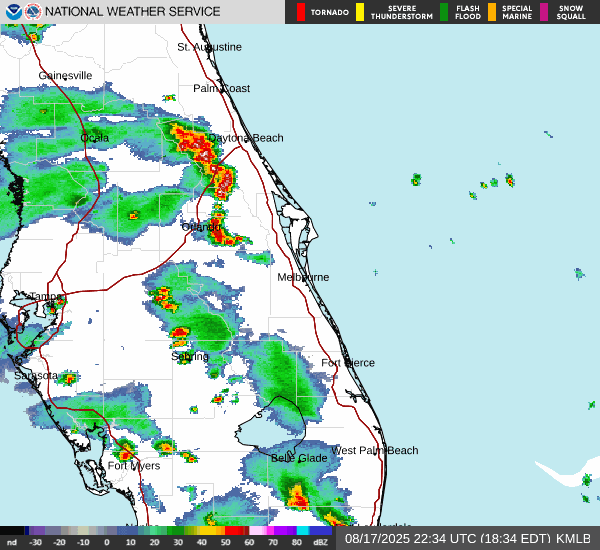 NATIONAL WEATHER SERVICE
TORNADO
SEVERE THUNDERSTORM
FLASH FLOOD
SPECIAL MARINE
SNOW SQUALL
St. Augustine
Gainesville
Palm Coast
Ocala
Daytona Beach
Orlando
Melbourne
Tampa
Sebring
Fort Pierce
Sarasota
West Palm Beach
Belle Glade
Fort Myers
nd -30 -20 -10 0 10 20 30 40 50 60 70 80 dBZ
08/17/2025 22:34 UTC (18:34 EDT) KMLB